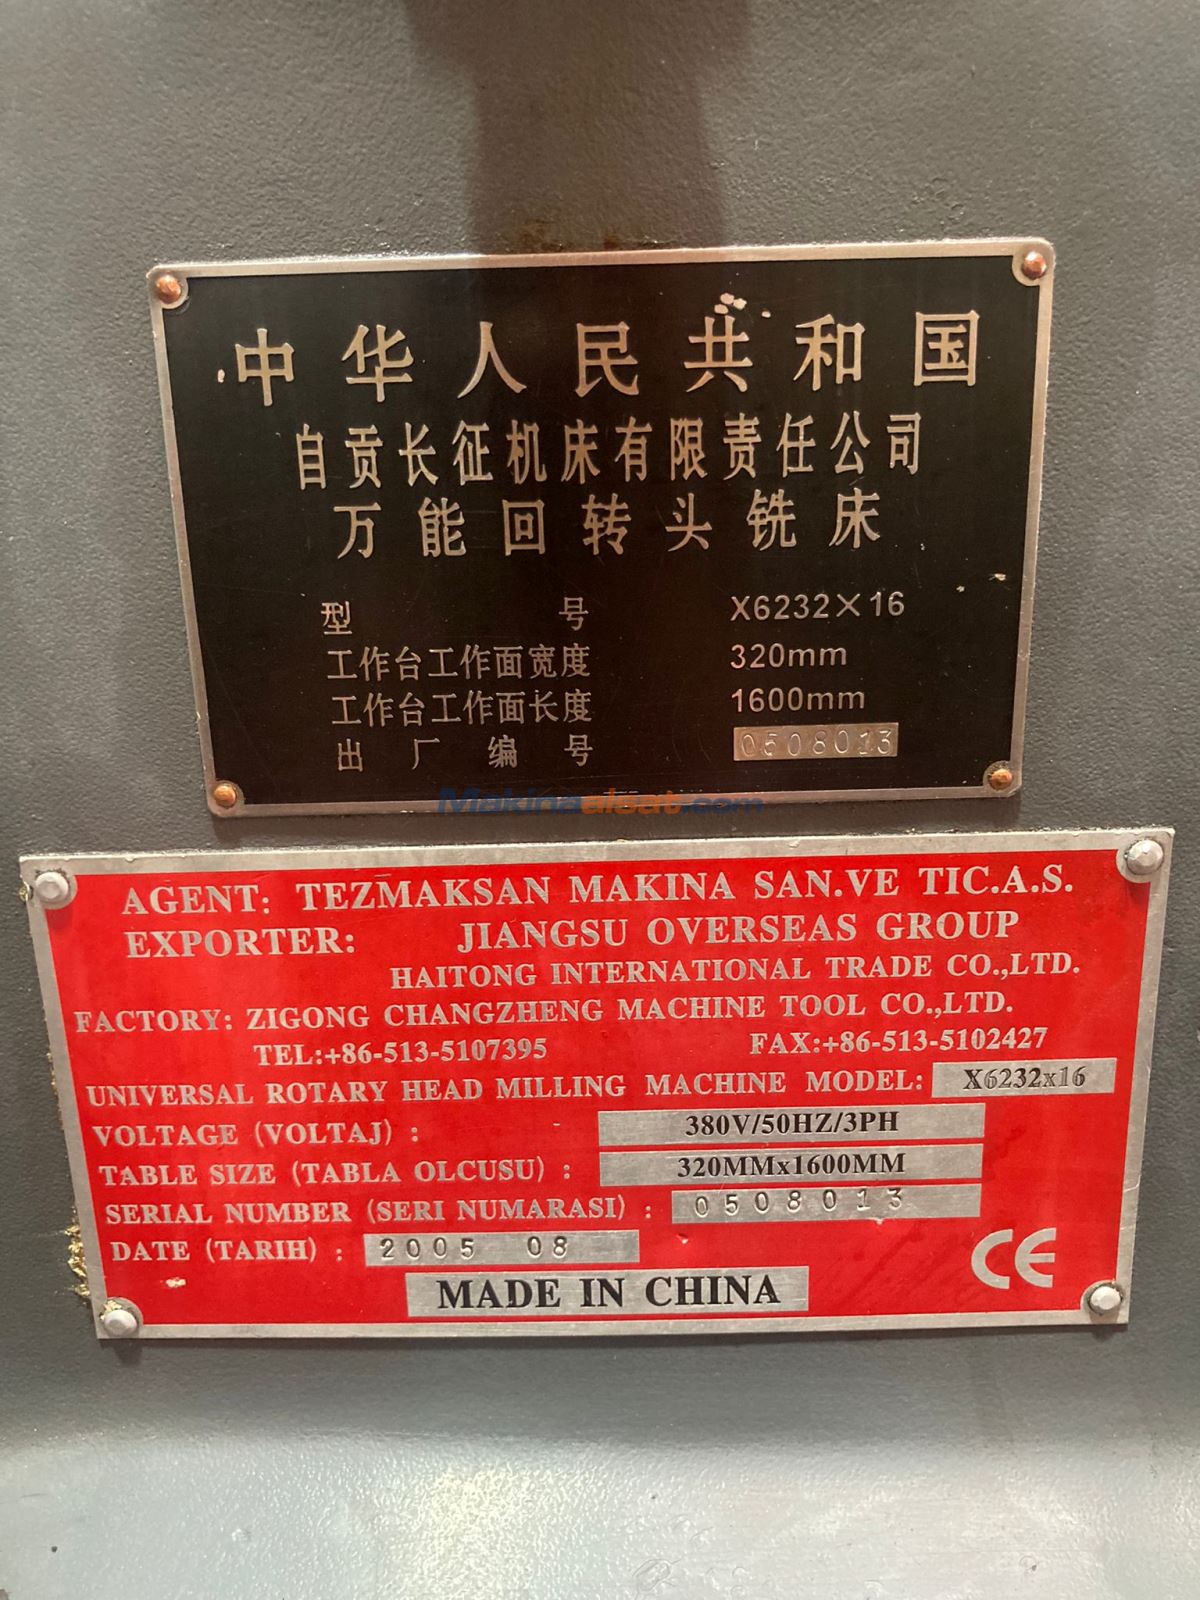 中华人民共和国
自贡长征机床有限责任公司
万能回转头铣床
型号 X6232×16
工作台工作面宽度 320mm
工作台工作面长度 1600mm
出厂编号 0508013
Makinaalsat.com
AGENT: TEZMAKSAN MAKINA SAN.VE TIC.A.S.
EXPORTER: JIANGSU OVERSEAS GROUP
HAITONG INTERNATIONAL TRADE CO.,LTD.
FACTORY: ZIGONG CHANGZHENG MACHINE TOOL CO.,LTD.
TEL:+86-513-5107395 FAX:+86-513-5102427
UNIVERSAL ROTARY HEAD MILLING MACHINE MODEL: X6232x16
VOLTAGE (VOLTAJ) : 380V/50HZ/3PH
TABLE SIZE (TABLA OLCUSU) : 320MMx1600MM
SERIAL NUMBER (SERI NUMARASI) : 0508013
DATE (TARIH) : 2005 08
CE
MADE IN CHINA